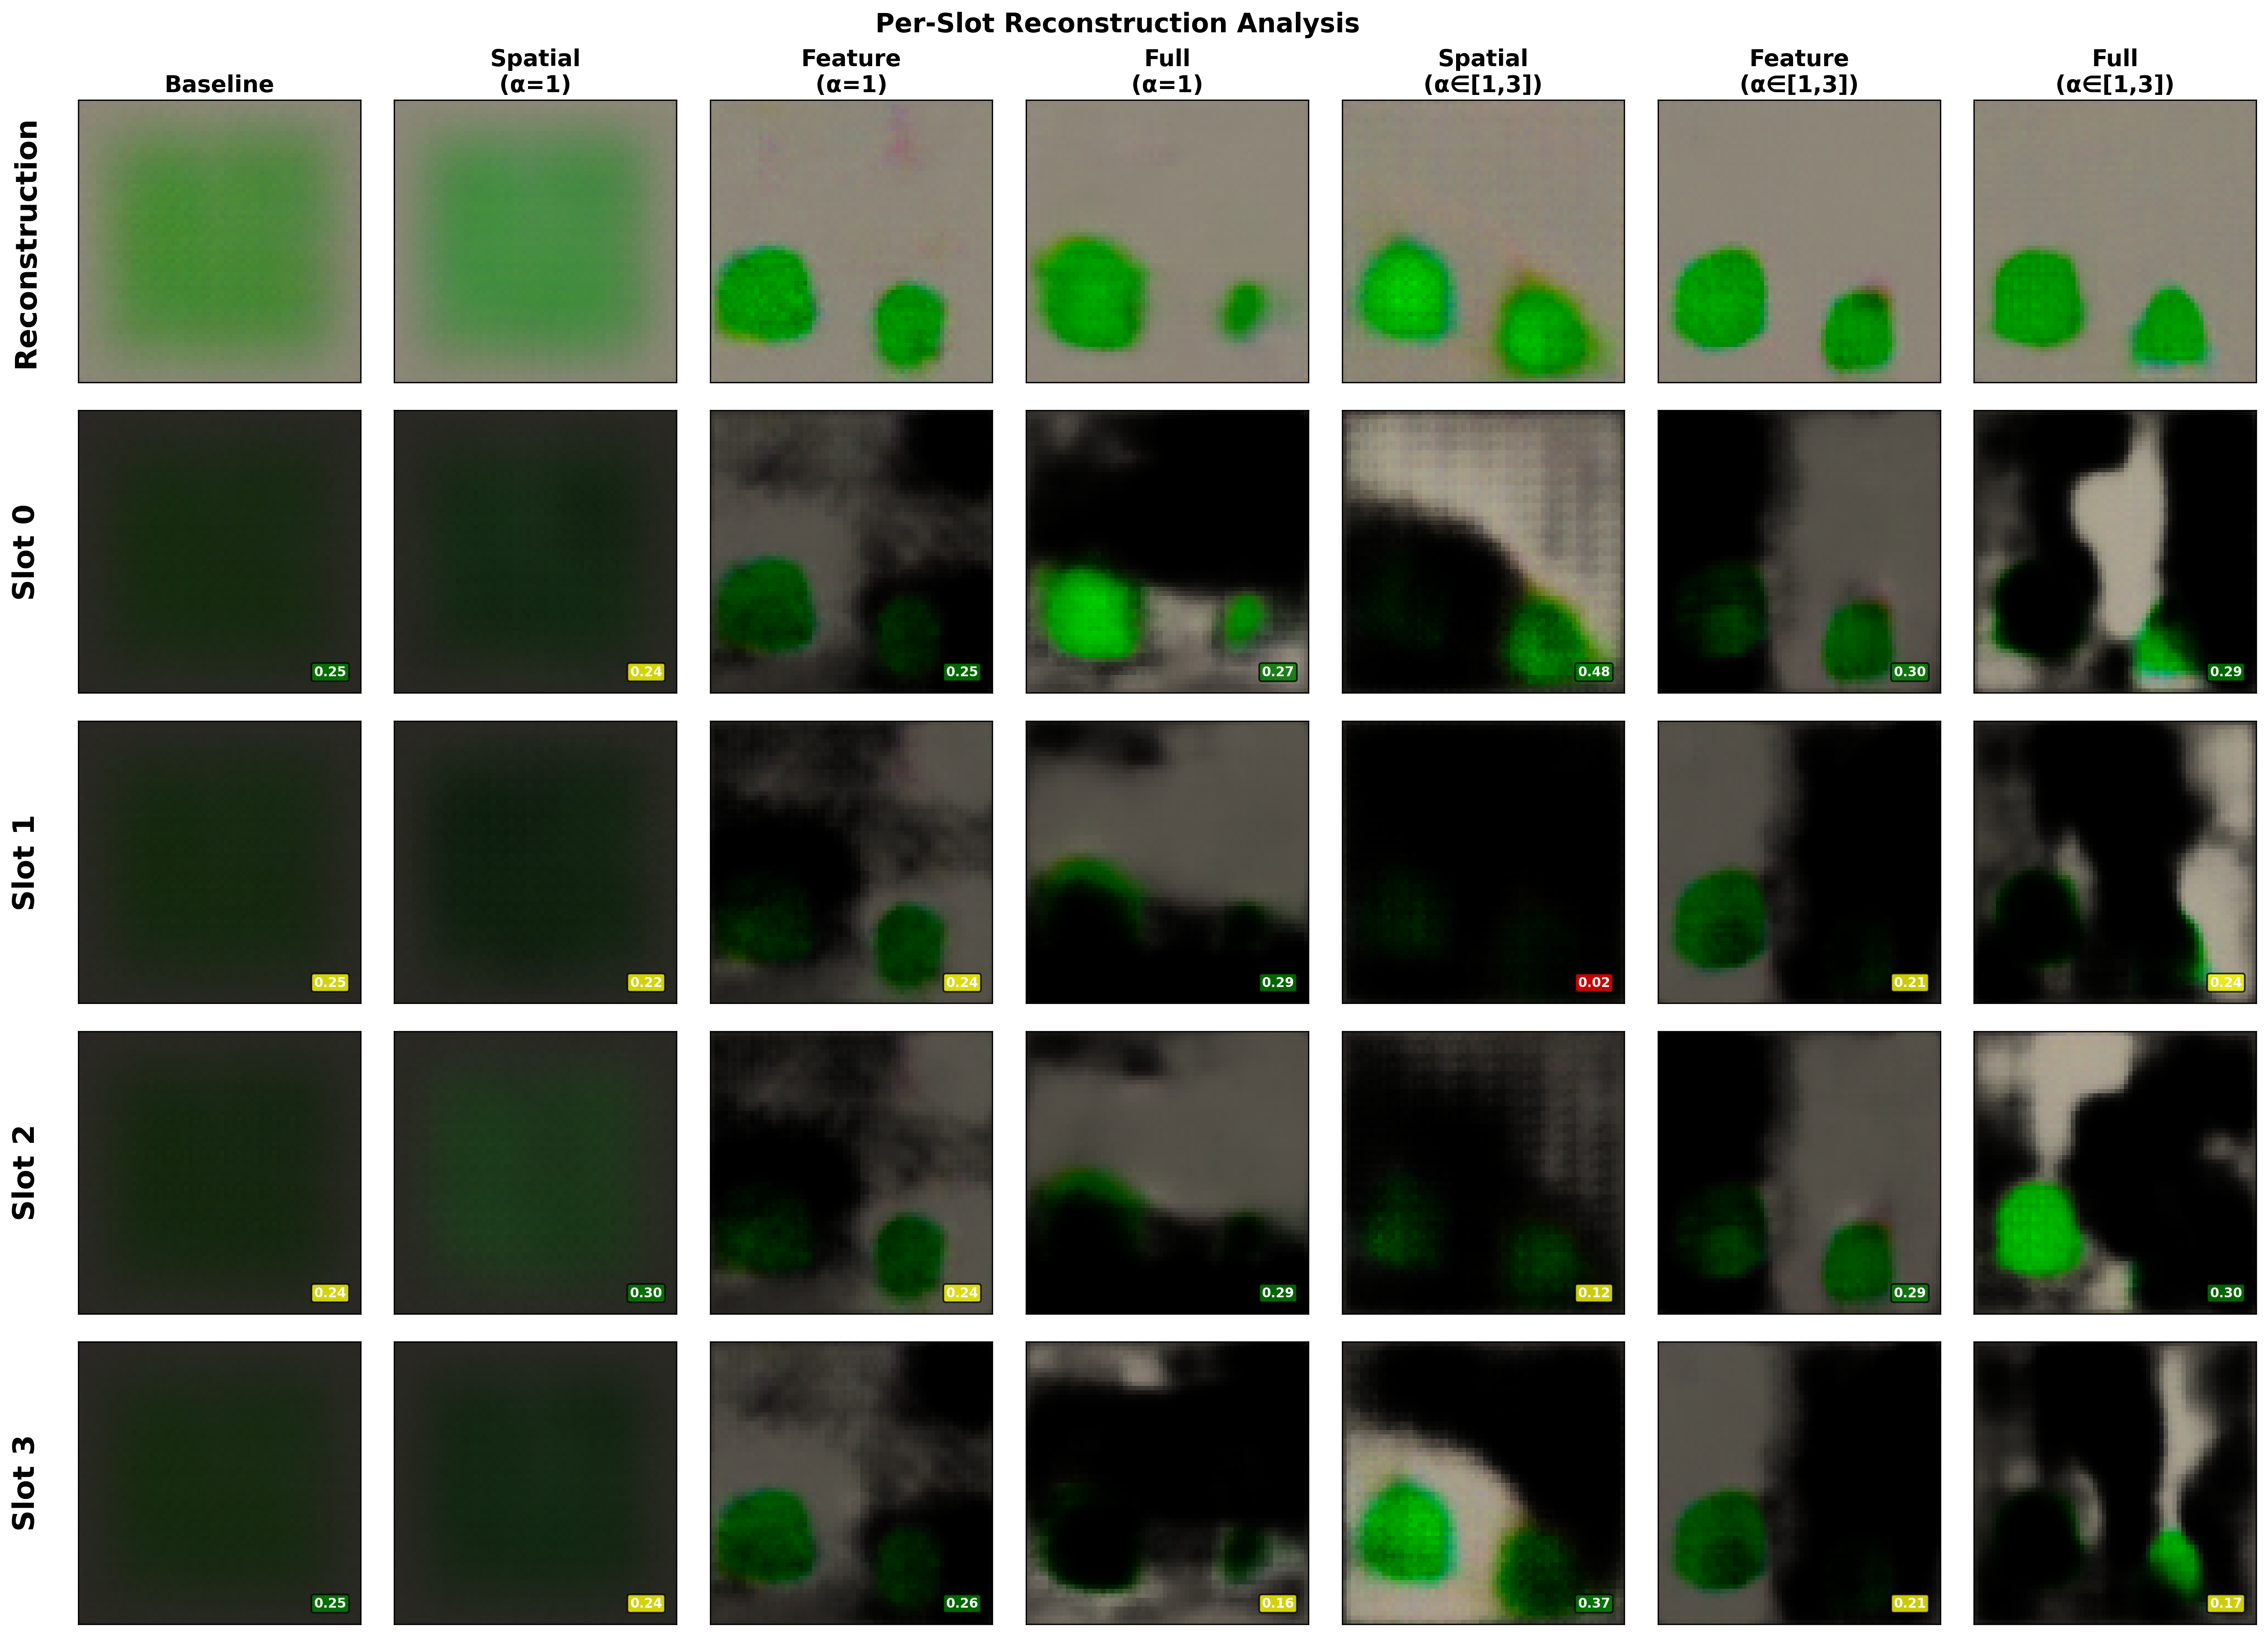 Per-Slot Reconstruction Analysis
Baseline
Spatial
(α=1)
Feature
(α=1)
Full
(α=1)
Spatial
(α∈[1,3])
Feature
(α∈[1,3])
Full
(α∈[1,3])
Reconstruction
Slot 0
0.25
0.24
0.25
0.27
0.48
0.30
0.29
Slot 1
0.25
0.22
0.24
0.29
0.02
0.21
0.24
Slot 2
0.24
0.30
0.24
0.29
0.12
0.29
0.30
Slot 3
0.25
0.24
0.26
0.16
0.37
0.21
0.17